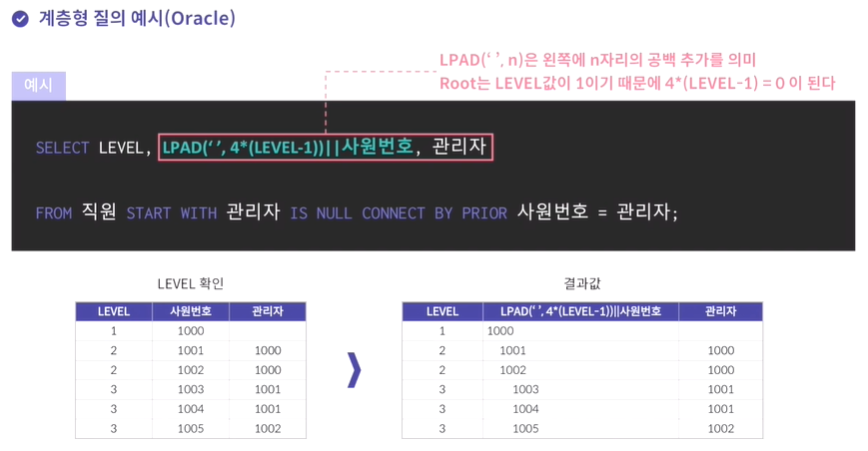 계층형 질의 예시(Oracle)
LPAD(‘ ’, n)은 왼쪽에 n자리의 공백 추가를 의미
Root는 LEVEL값이 1이기 때문에 4*(LEVEL-1) = 0 이 된다
예시
SELECT LEVEL, LPAD(‘ ’, 4*(LEVEL-1))||사원번호, 관리자
FROM 직원 START WITH 관리자 IS NULL CONNECT BY PRIOR 사원번호 = 관리자;
LEVEL 확인
LEVEL 사원번호 관리자
1 1000
2 1001 1000
2 1002 1000
3 1003 1001
3 1004 1001
3 1005 1002
결과값
LEVEL LPAD(‘ ’, 4*(LEVEL-1))||사원번호 관리자
1 1000
2 1001 1000
2 1002 1000
3 1003 1001
3 1004 1001
3 1005 1002